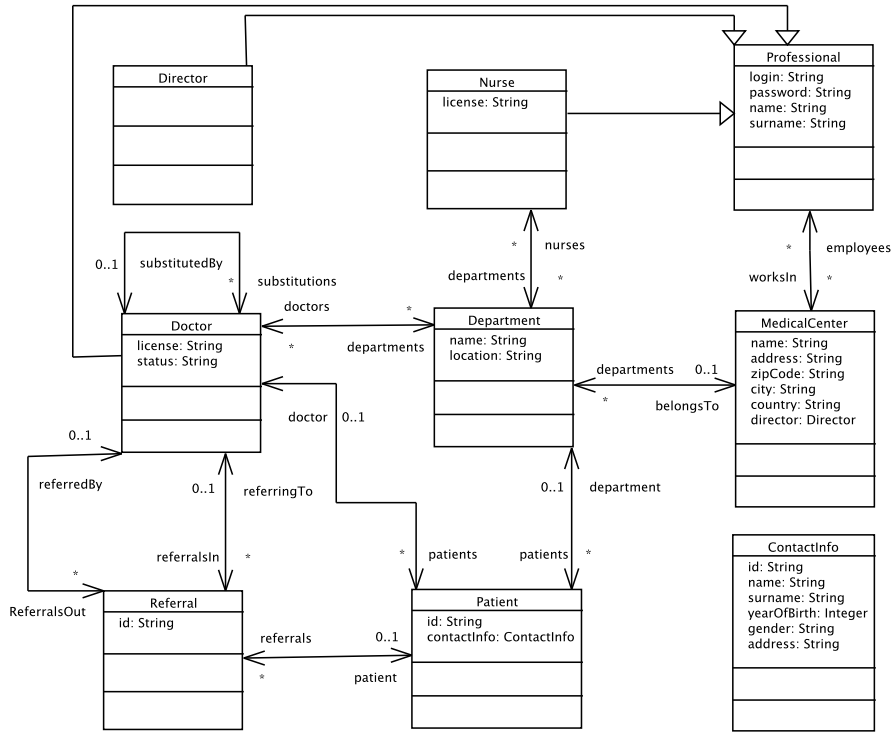 Director
Nurse
license: String
Professional
login: String
password: String
name: String
surname: String
0..1
substitutedBy
*
substitutions
*
nurses
departments
*
*
employees
worksIn
*
doctors
*
*
departments
Doctor
license: String
status: String
Department
name: String
location: String
MedicalCenter
name: String
address: String
zipCode: String
city: String
country: String
director: Director
departments
0..1
*
belongsTo
doctor
0..1
0..1
referredBy
0..1
referringTo
0..1
department
referralsIn
*
*
patients
patients
*
*
ReferralsOut
Referral
id: String
referrals
0..1
*
patient
Patient
id: String
contactInfo: ContactInfo
ContactInfo
id: String
name: String
surname: String
yearOfBirth: Integer
gender: String
address: String